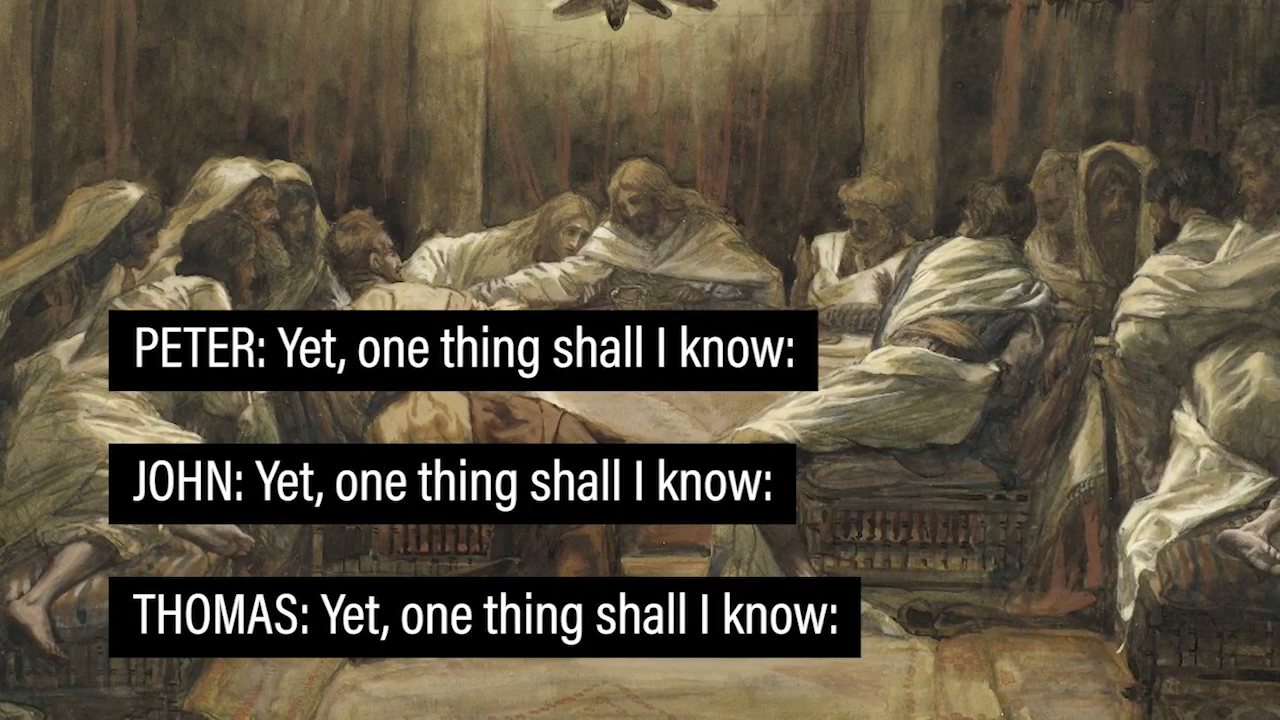 PETER: Yet, one thing shall I know:
JOHN: Yet, one thing shall I know:
THOMAS: Yet, one thing shall I know: